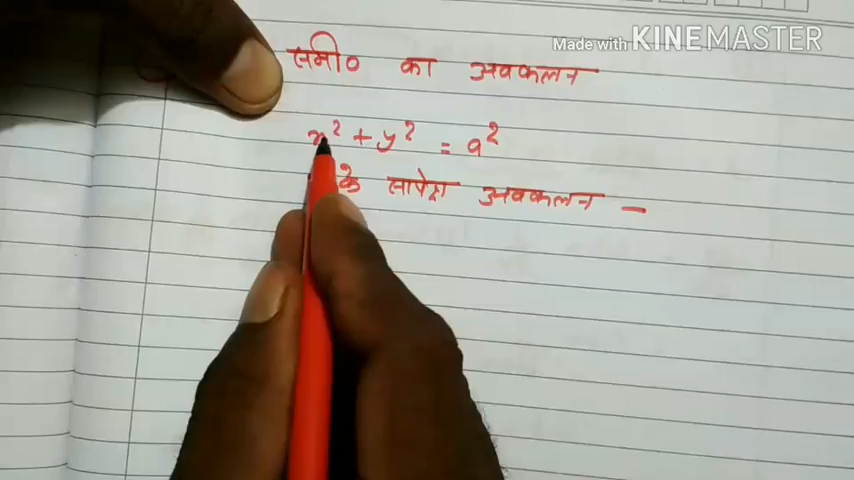 Made with KINEMASTER
समी० का अवकलन
x² + y² = a²
के सापेक्ष अवकलन –